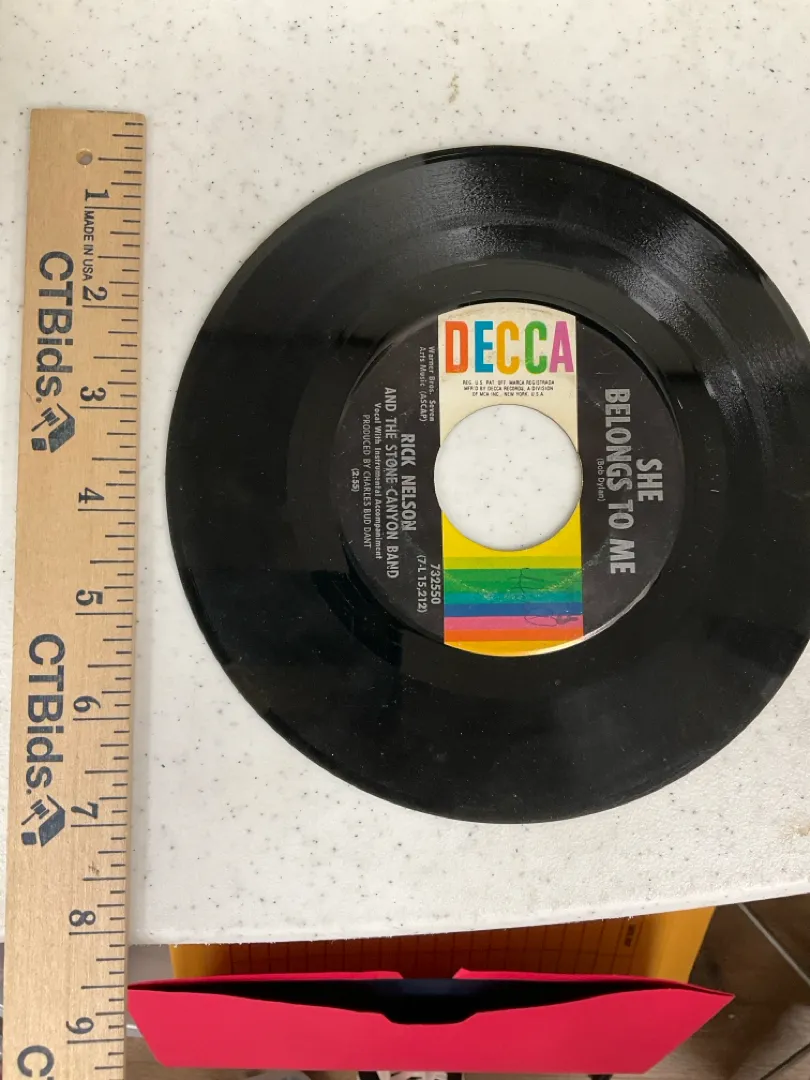 1
MADE IN USA
2
CTBids.
3
4
5
CTBids.
6
7
8
9
C
DECCA
REG. U.S. PAT. OFF. MARCA REGISTRADA
MFR'D BY DECCA RECORDS, A DIVISION
OF MCA INC., NEW YORK, U.S.A.
SHE
BELONGS TO ME
(Bob Dylan)
Warner Bros. Seven
Arts Music (ASCAP)
732550
(7-L 15,212)
RICK NELSON
AND THE STONE CANYON BAND
Vocal With Instrumental Accompaniment
PRODUCED BY CHARLES BUD DANT
(2:55)